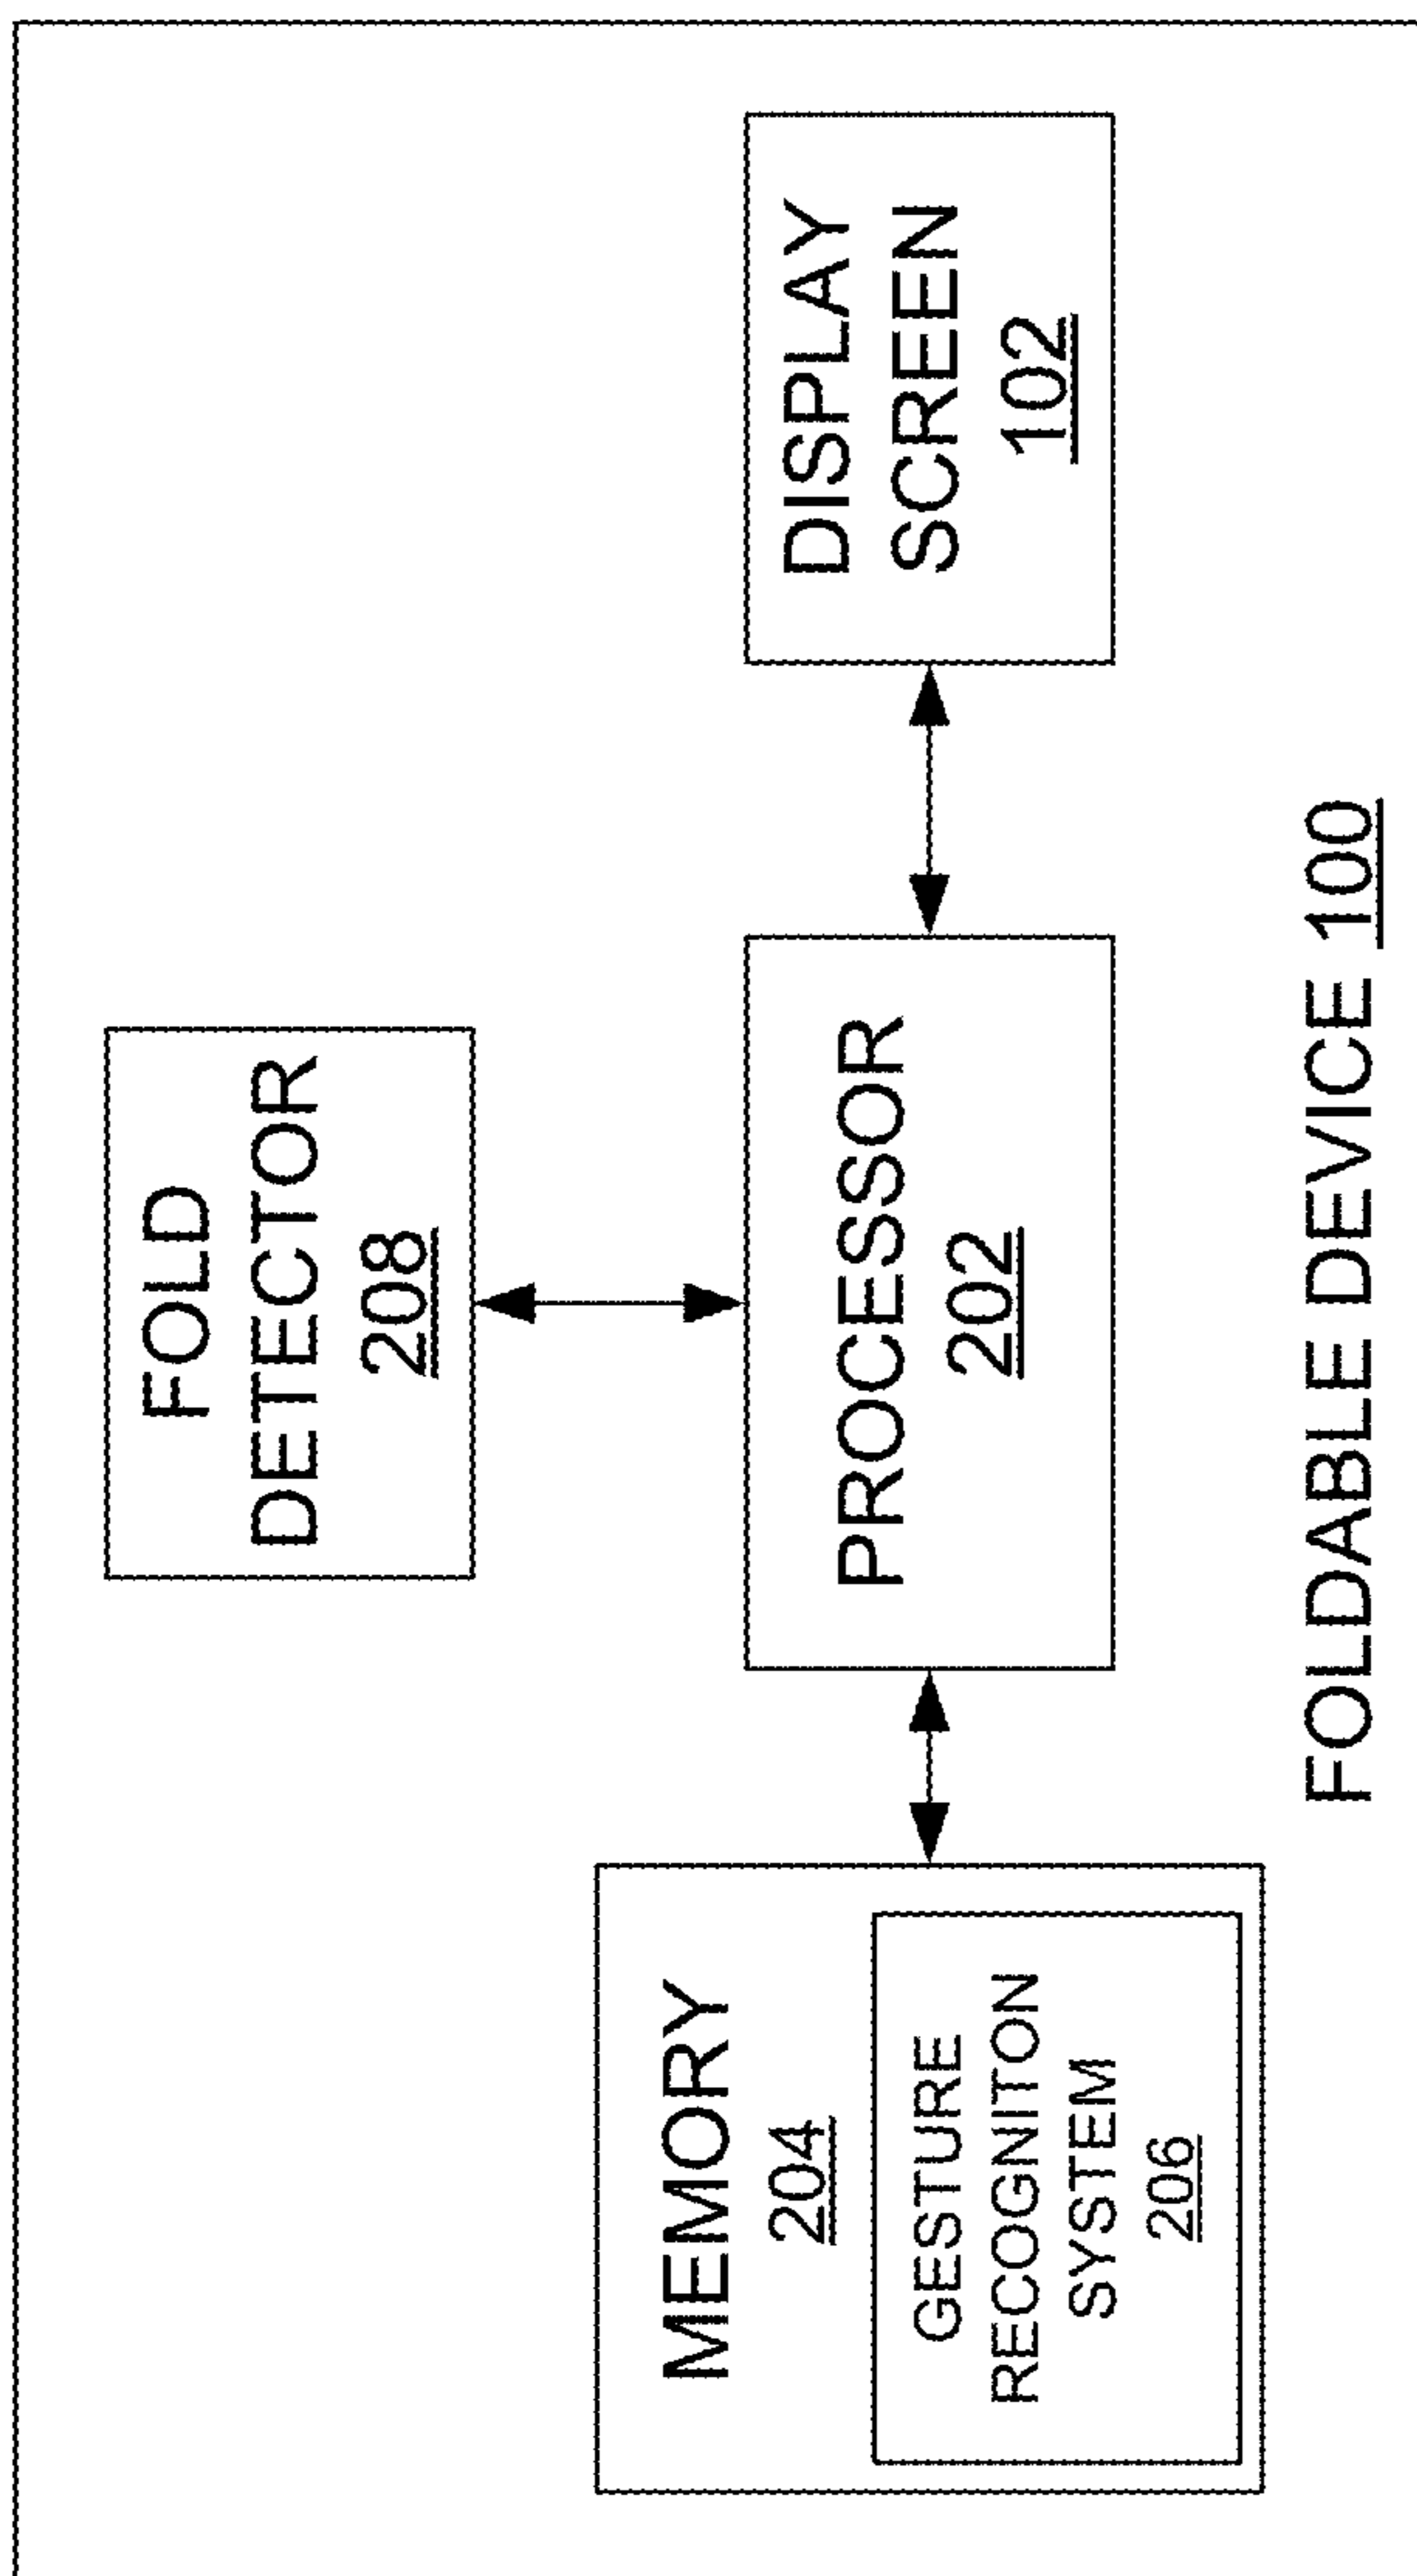 FOLD
DETECTOR
208
MEMORY
204
GESTURE
RECOGNITON
SYSTEM
206
PROCESSOR
202
DISPLAY
SCREEN
102
FOLDABLE DEVICE 100